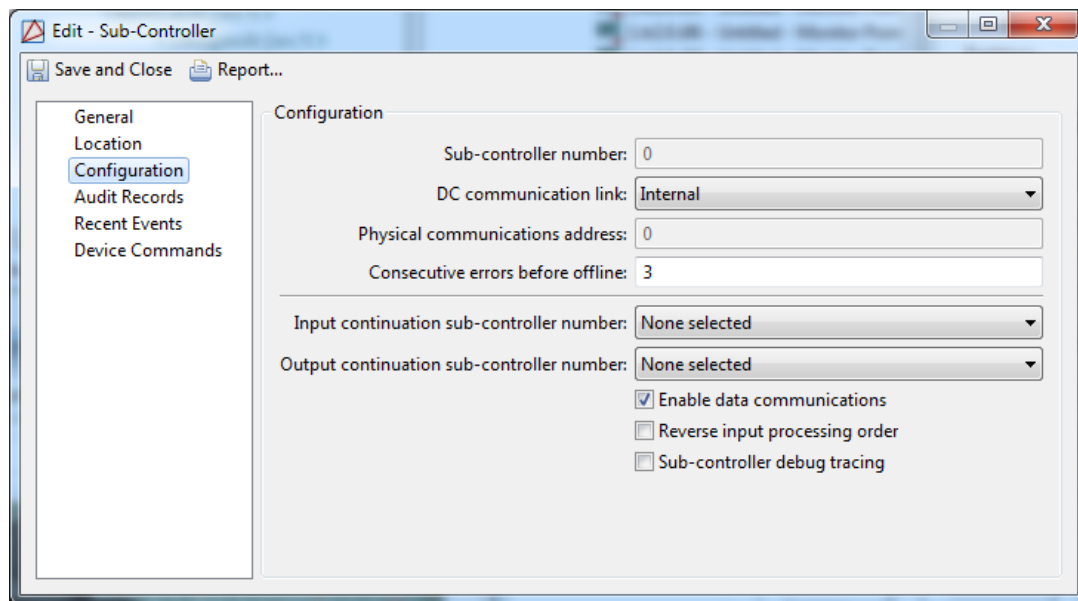 Edit - Sub-Controller
Save and Close Report...
General
Location
Configuration
Audit Records
Recent Events
Device Commands
Configuration
Sub-controller number: 0
DC communication link: Internal
Physical communications address: 0
Consecutive errors before offline: 3
Input continuation sub-controller number: None selected
Output continuation sub-controller number: None selected
Enable data communications
Reverse input processing order
Sub-controller debug tracing